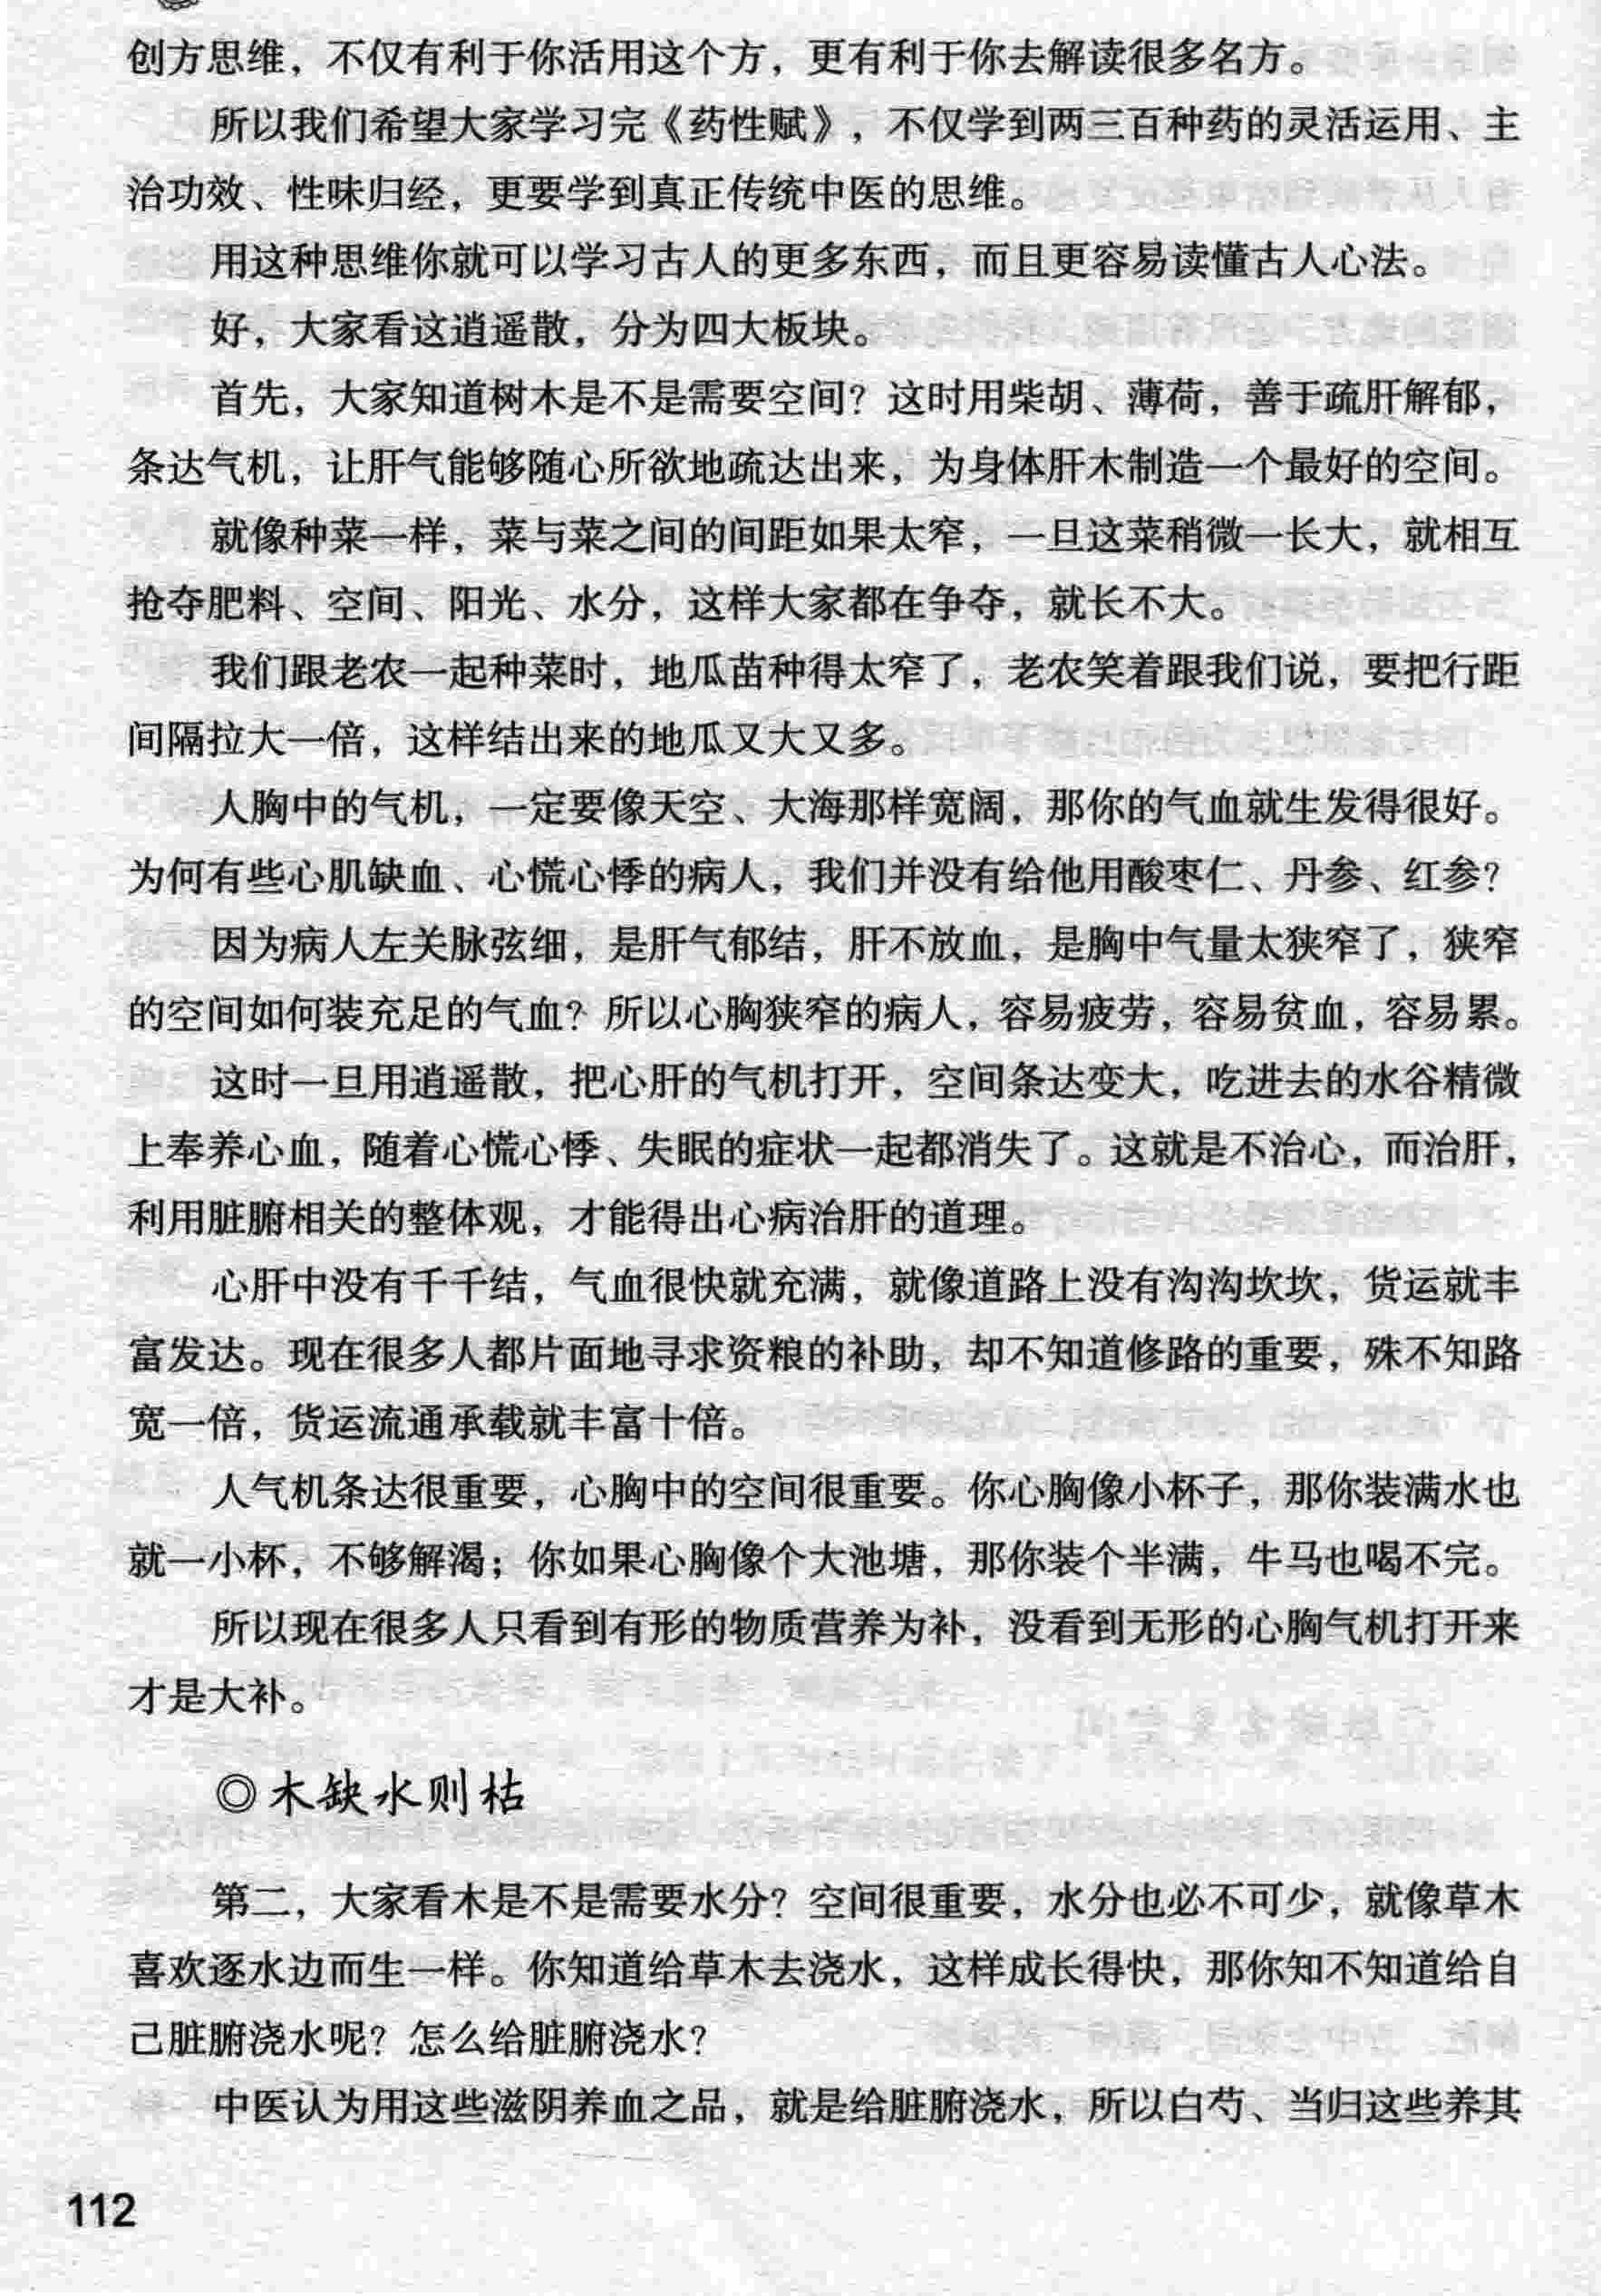 创方思维，不仅有利于你活用这个方，更有利于你去解读很多名方。
所以我们希望大家学习完《药性赋》，不仅学到两三百种药的灵活运用、主
治功效、性味归经，更要学到真正传统中医的思维。
用这种思维你就可以学习古人的更多东西，而且更容易读懂古人心法。
好，大家看这逍遥散，分为四大板块。
首先，大家知道树木是不是需要空间？这时用柴胡、薄荷，善于疏肝解郁，
条达气机，让肝气能够随心所欲地疏达出来，为身体肝木制造一个最好的空间。
就像种菜一样，菜与菜之间的间距如果太窄，一旦这菜稍微一长大，就相互
抢夺肥料、空间、阳光、水分，这样大家都在争夺，就长不大。
我们跟老农一起种菜时，地瓜苗种得太窄了，老农笑着跟我们说，要把行距
间隔拉大一倍，这样结出来的地瓜又大又多。
人胸中的气机，一定要像天空、大海那样宽阔，那你的气血就生发得很好。
为何有些心肌缺血、心慌心悸的病人，我们并没有给他用酸枣仁、丹参、红参？
因为病人左关脉弦细，是肝气郁结，肝不放血，是胸中气量太狭窄了，狭窄
的空间如何装充足的气血？所以心胸狭窄的病人，容易疲劳，容易贫血，容易累。
这时一旦用逍遥散，把心肝的气机打开，空间条达变大，吃进去的水谷精微
上奉养心血，随着心慌心悸、失眠的症状一起都消失了。这就是不治心，而治肝，
利用脏腑相关的整体观，才能得出心病治肝的道理。
心肝中没有千千结，气血很快就充满，就像道路上没有沟沟坎坎，货运就丰
富发达。现在很多人都片面地寻求资粮的补助，却不知道修路的重要，殊不知路
宽一倍，货运流通承载就丰富十倍。
人气机条达很重要，心胸中的空间很重要。你心胸像小杯子，那你装满水也
就一小杯，不够解渴；你如果心胸像个大池塘，那你装个半满，牛马也喝不完。
所以现在很多人只看到有形的物质营养为补，没看到无形的心胸气机打开来
才是大补。
◎木缺水则枯
第二，大家看木是不是需要水分？空间很重要，水分也必不可少，就像草木
喜欢逐水边而生一样。你知道给草木去浇水，这样成长得快，那你知不知道给自
己脏腑浇水呢？怎么给脏腑浇水？
中医认为用这些滋阴养血之品，就是给脏腑浇水，所以白芍、当归这些养其
112